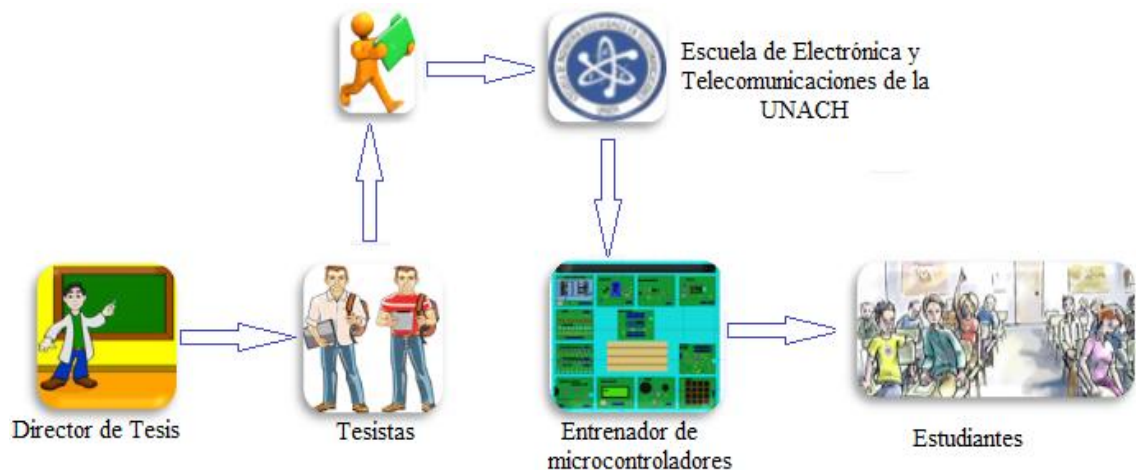 Escuela de Electrónica y
Telecomunicaciones de la
UNACH
Director de Tesis
Tesistas
Entrenador de
microcontroladores
Estudiantes